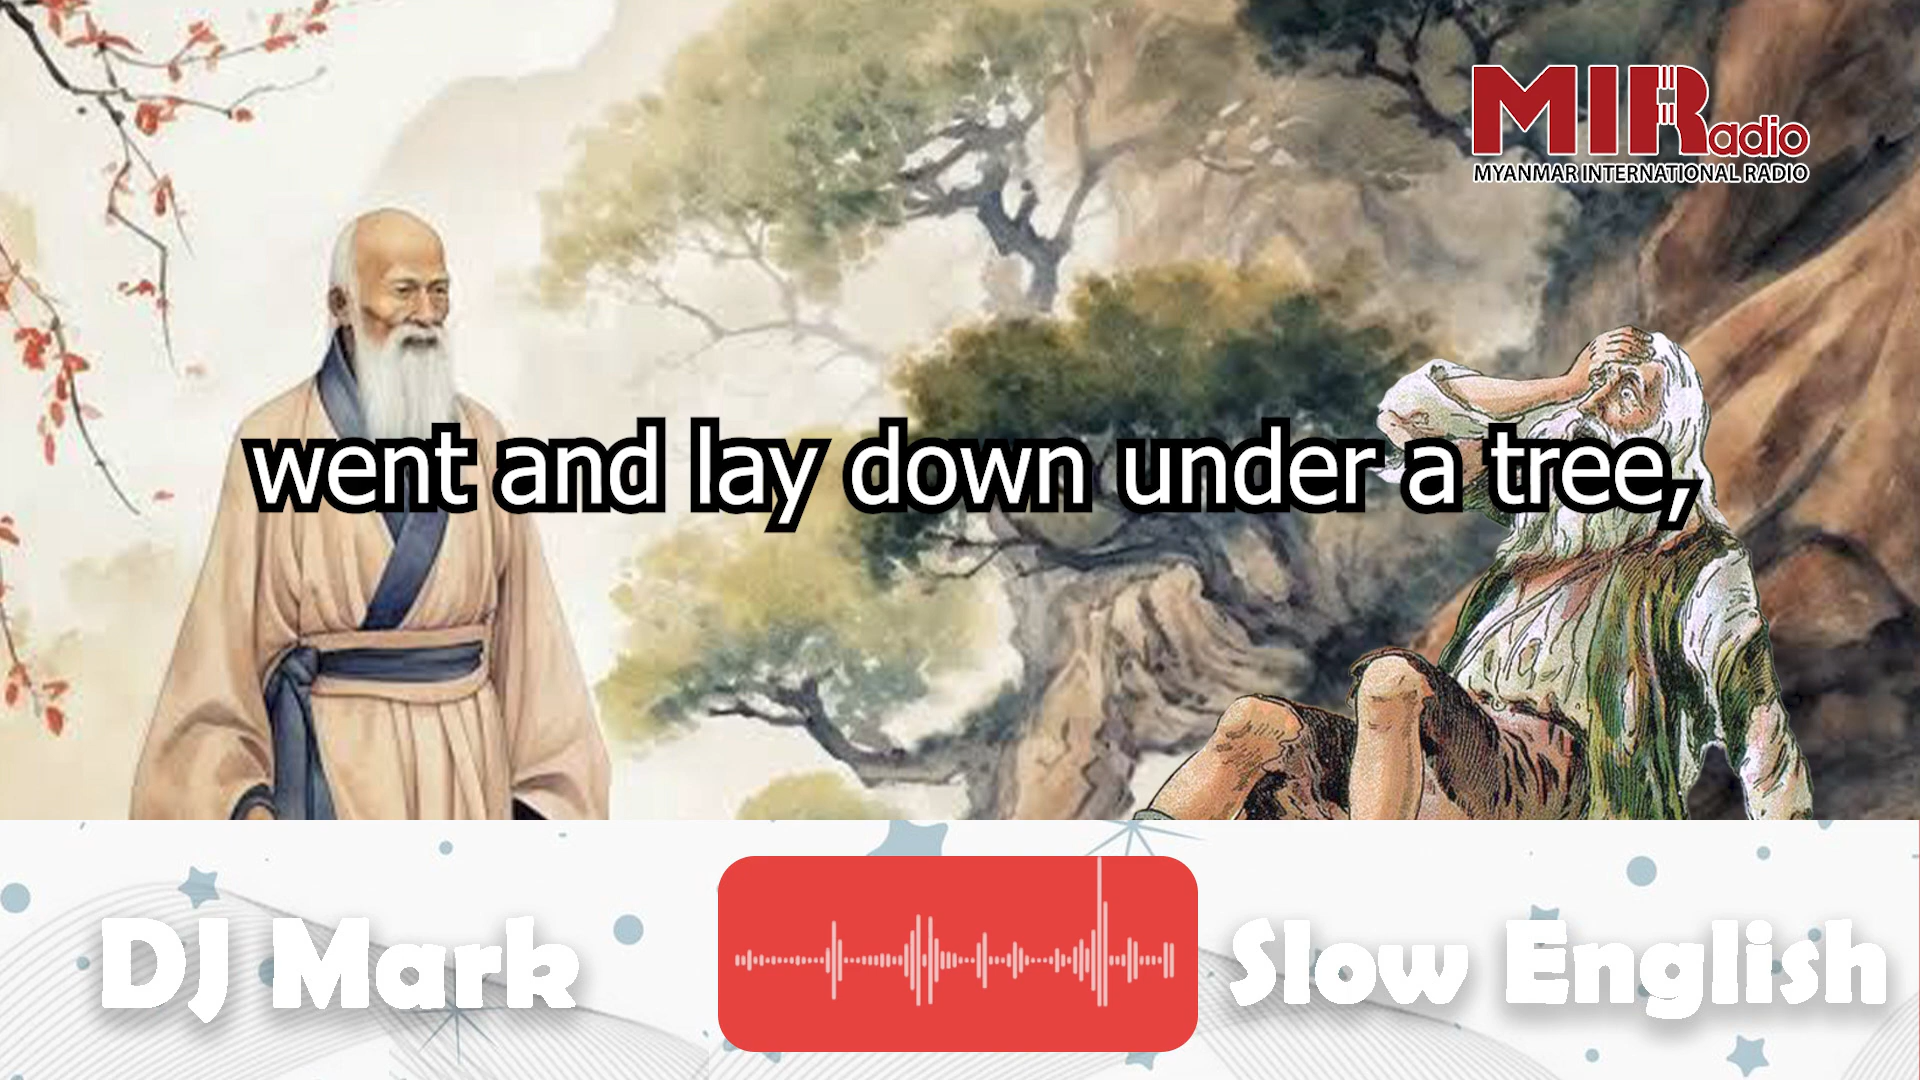 MIRadio
MYANMAR INTERNATIONAL RADIO
went and lay down under a tree,
DJ Mark
Slow English